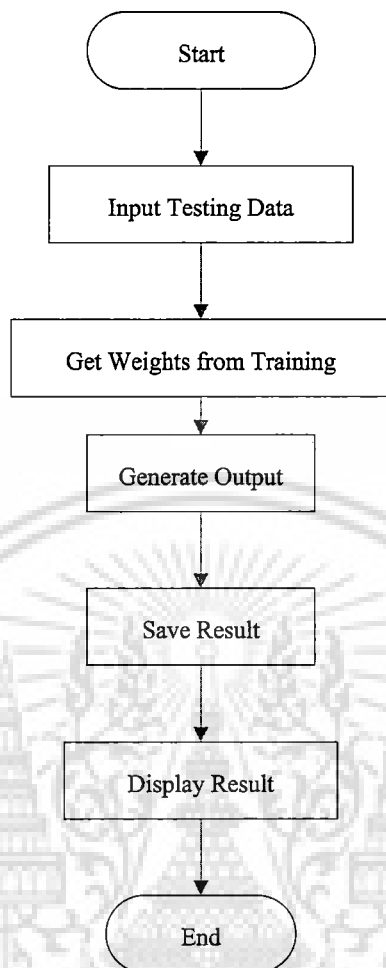 Start
Input Testing Data
Get Weights from Training
Generate Output
Save Result
Display Result
End